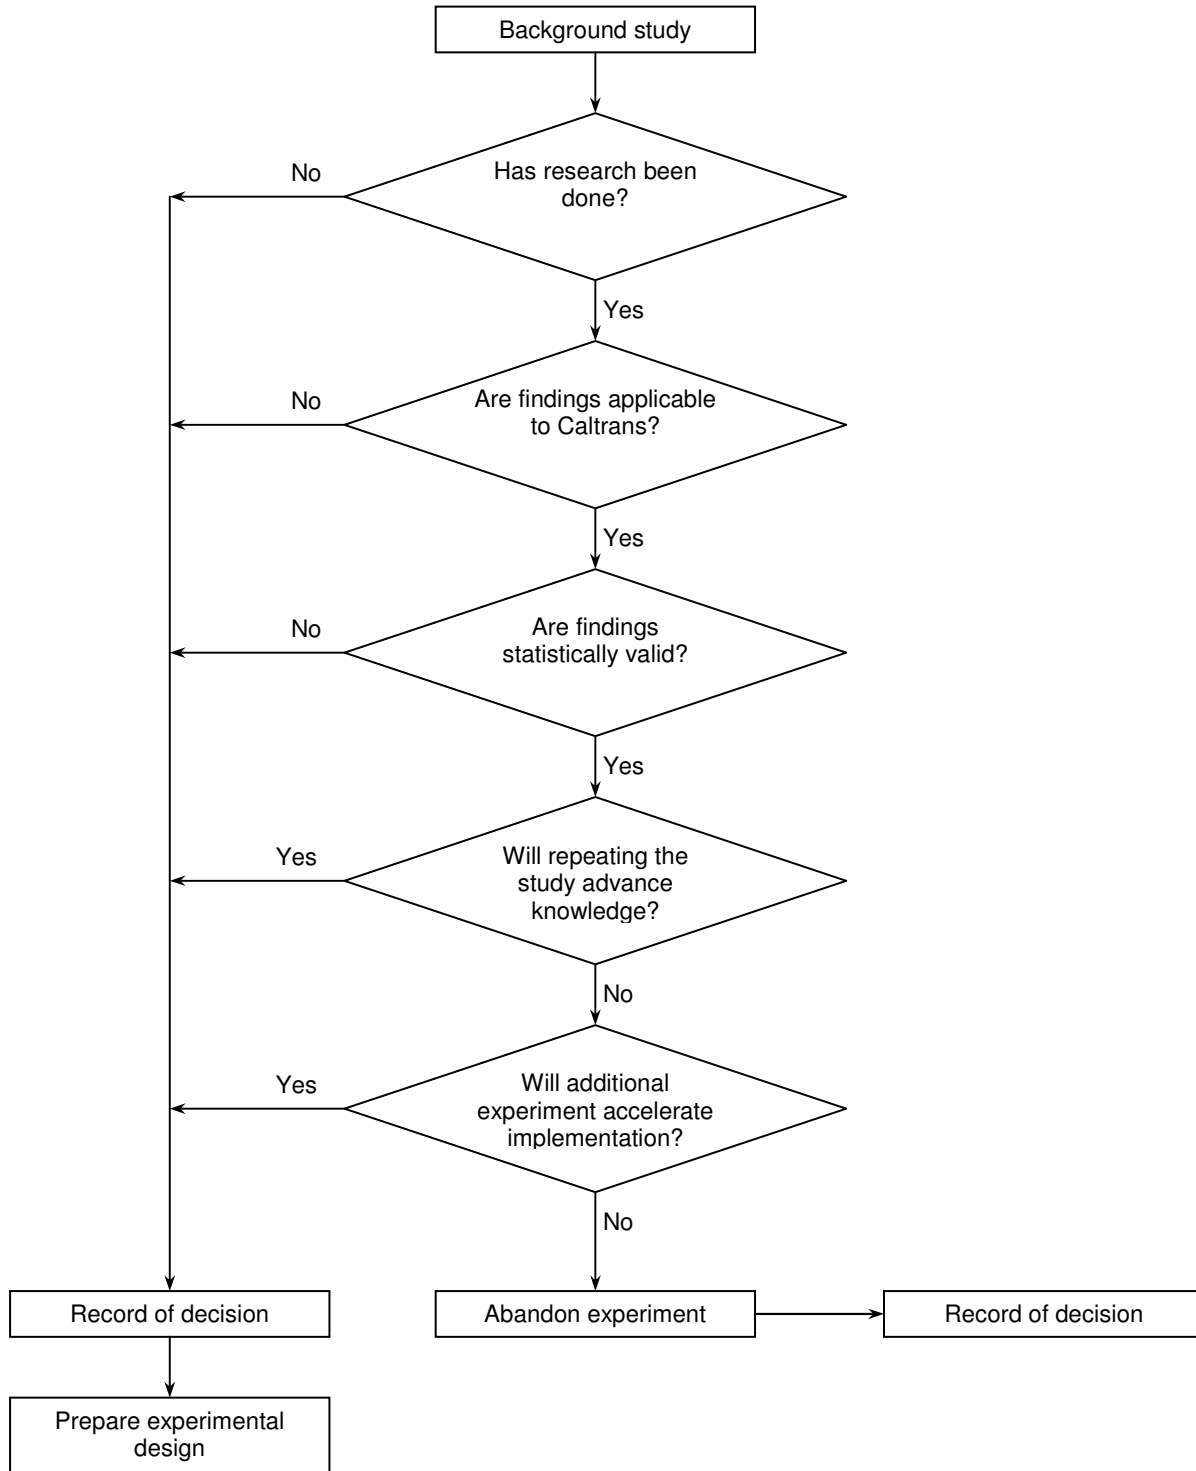 Background study
No
Has research been
done?
Yes
No
Are findings applicable
to Caltrans?
Yes
No
Are findings
statistically valid?
Yes
Yes
Will repeating the
study advance
knowledge?
No
Yes
Will additional
experiment accelerate
implementation?
No
Record of decision
Abandon experiment
Record of decision
Prepare experimental
design